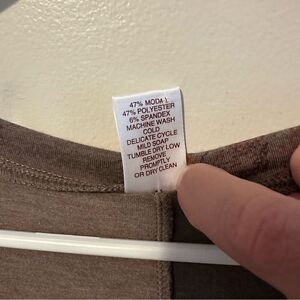 47% MODAL
47% POLYESTER
6% SPANDEX
MACHINE WASH
COLD
DELICATE CYCLE
MILD SOAP
TUMBLE DRY LOW
REMOVE
PROMPTLY
OR DRY CLEAN